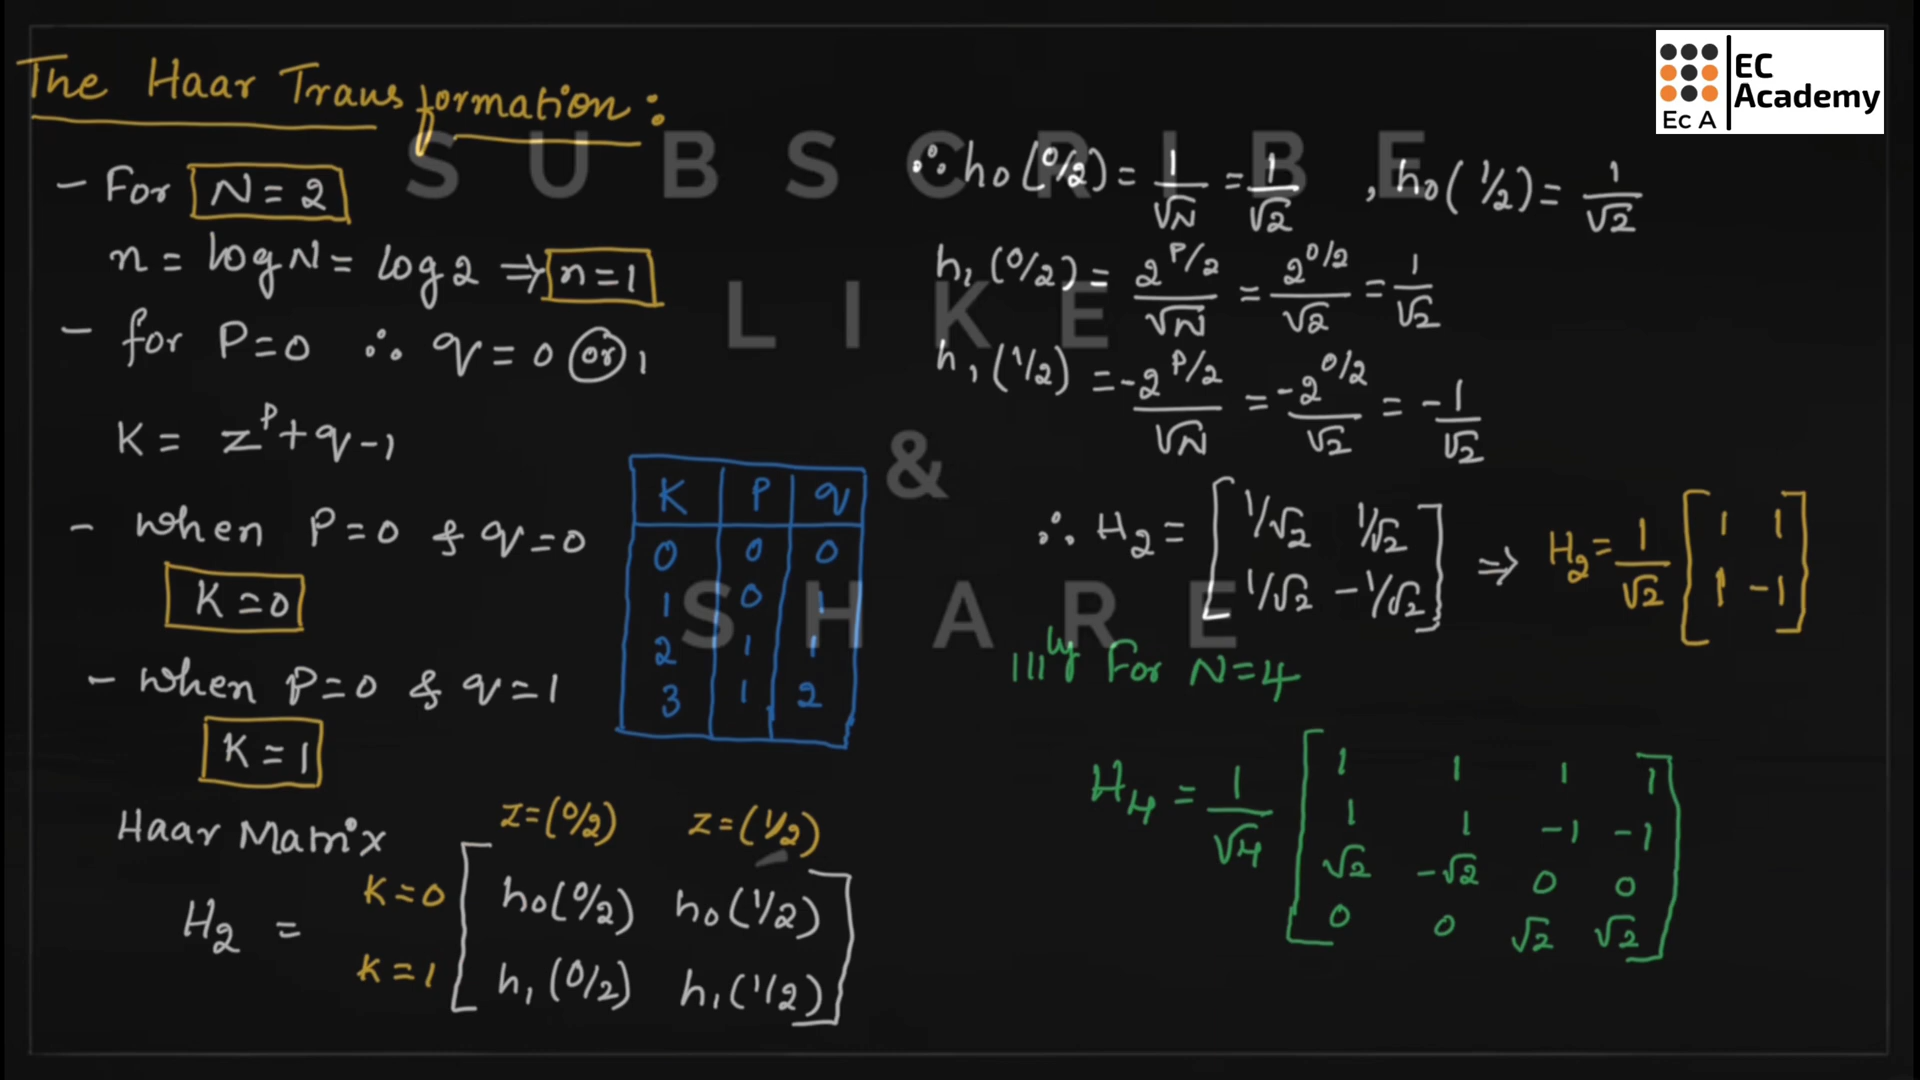 The Haar Transformation:
- For N = 2
n = log N = log 2 ⇒ n = 1
- for P = 0 ∴ q = 0 or 1
K = z^p + q - 1
- when P = 0 & q = 0
K = 0
- when P = 0 & q = 1
K = 1
K P q
0 0 0
1 0 1
2 1 1
3 1 2
Haar Matrix
z = (0/2) z = (1/2)
H2 =
K = 0 [ h0(0/2) h0(1/2) ]
K = 1 [ h1(0/2) h1(1/2) ]
∴ h0(0/2) = 1/√N = 1/√2 , h0(1/2) = 1/√2
h1(0/2) = 2^(P/2)/√N = 2^(0/2)/√2 = 1/√2
h1(1/2) = -2^(P/2)/√N = -2^(0/2)/√2 = -1/√2
∴ H2 = [ 1/√2 1/√2
1/√2 -1/√2 ] ⇒ H2 = 1/√2 [ 1 1
1 -1 ]
|||ly For N = 4
H4 = 1/√4 [ 1 1 1 1
1 1 -1 -1
√2 -√2 0 0
0 0 √2 √2 ]
EC
Academy
Ec A
SUBSCRIBE
LIKE
&
SHARE